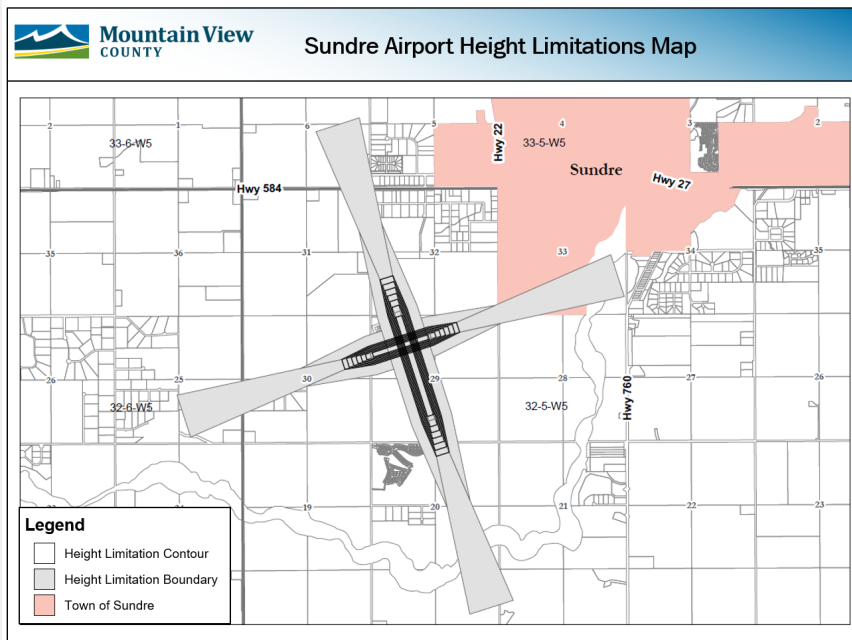 Mountain View
COUNTY
Sundre Airport Height Limitations Map
2
1
6
5
4
3
2
33-6-W5
Hwy 22
33-5-W5
Sundre
Hwy 27
Hwy 584
35
36
31
32
33
34
35
26
25
30
29
28
27
26
32-6-W5
32-5-W5
Hwy 760
19
20
21
22
23
Legend
Height Limitation Contour
Height Limitation Boundary
Town of Sundre